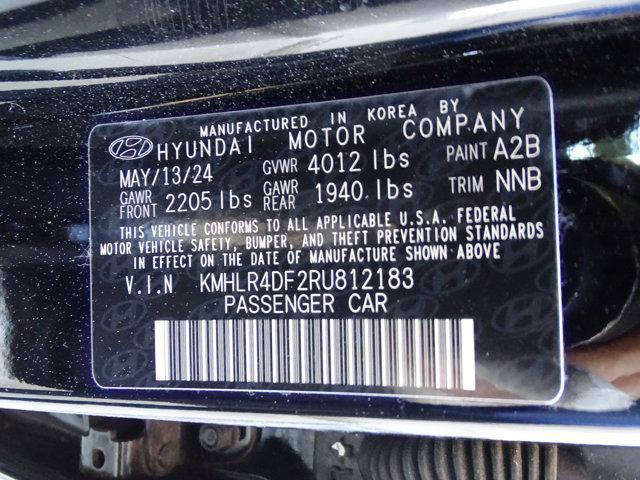 MANUFACTURED IN KOREA BY
HYUNDAI MOTOR COMPANY
MAY/13/24 GVWR 4012 lbs PAINT A2B
GAWR FRONT 2205 lbs GAWR REAR 1940 lbs TRIM NNB
THIS VEHICLE CONFORMS TO ALL APPLICABLE U.S.A. FEDERAL
MOTOR VEHICLE SAFETY, BUMPER, AND THEFT PREVENTION STANDARDS
IN EFFECT ON THE DATE OF MANUFACTURE SHOWN ABOVE
V.I.N KMHLR4DF2RU812183
PASSENGER CAR